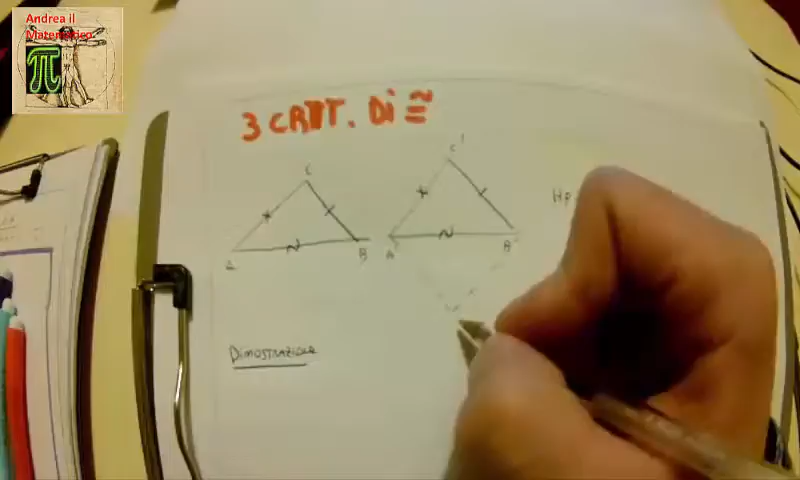 Andrea il
Matematico
π
3 CRIT. Di ≅
C
C'
A
B
A'
B'
Hp
DIMOSTRAZIONE